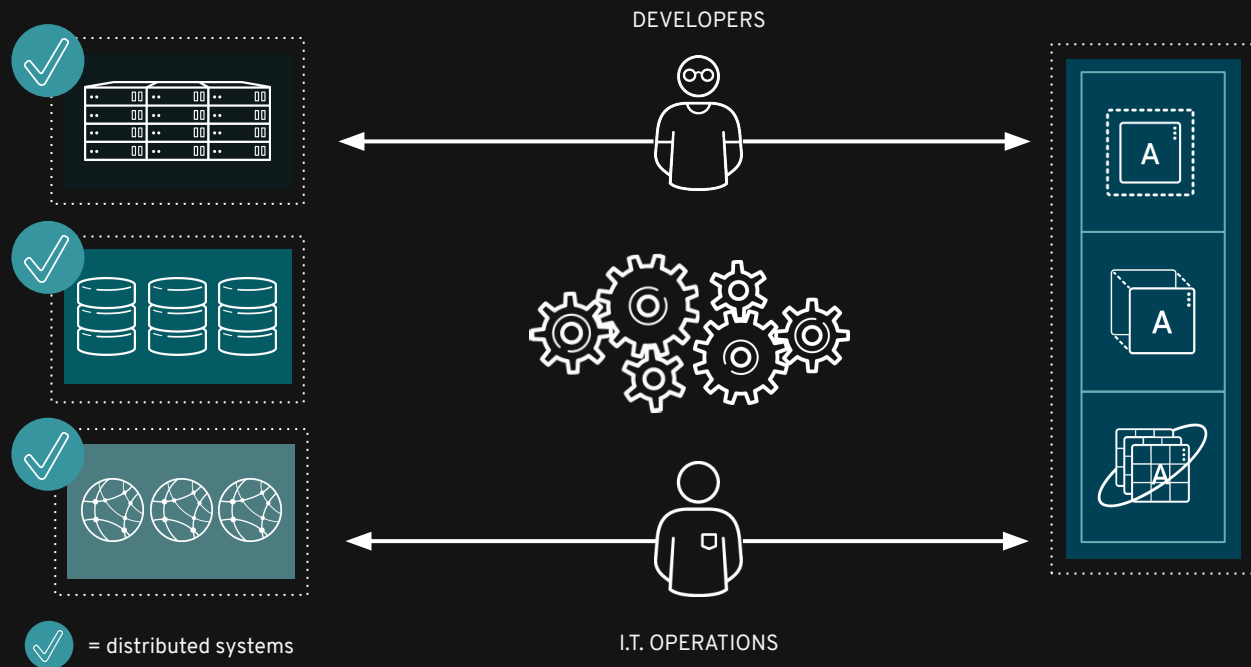 DEVELOPERS
A
A
A
= distributed systems
I.T. OPERATIONS